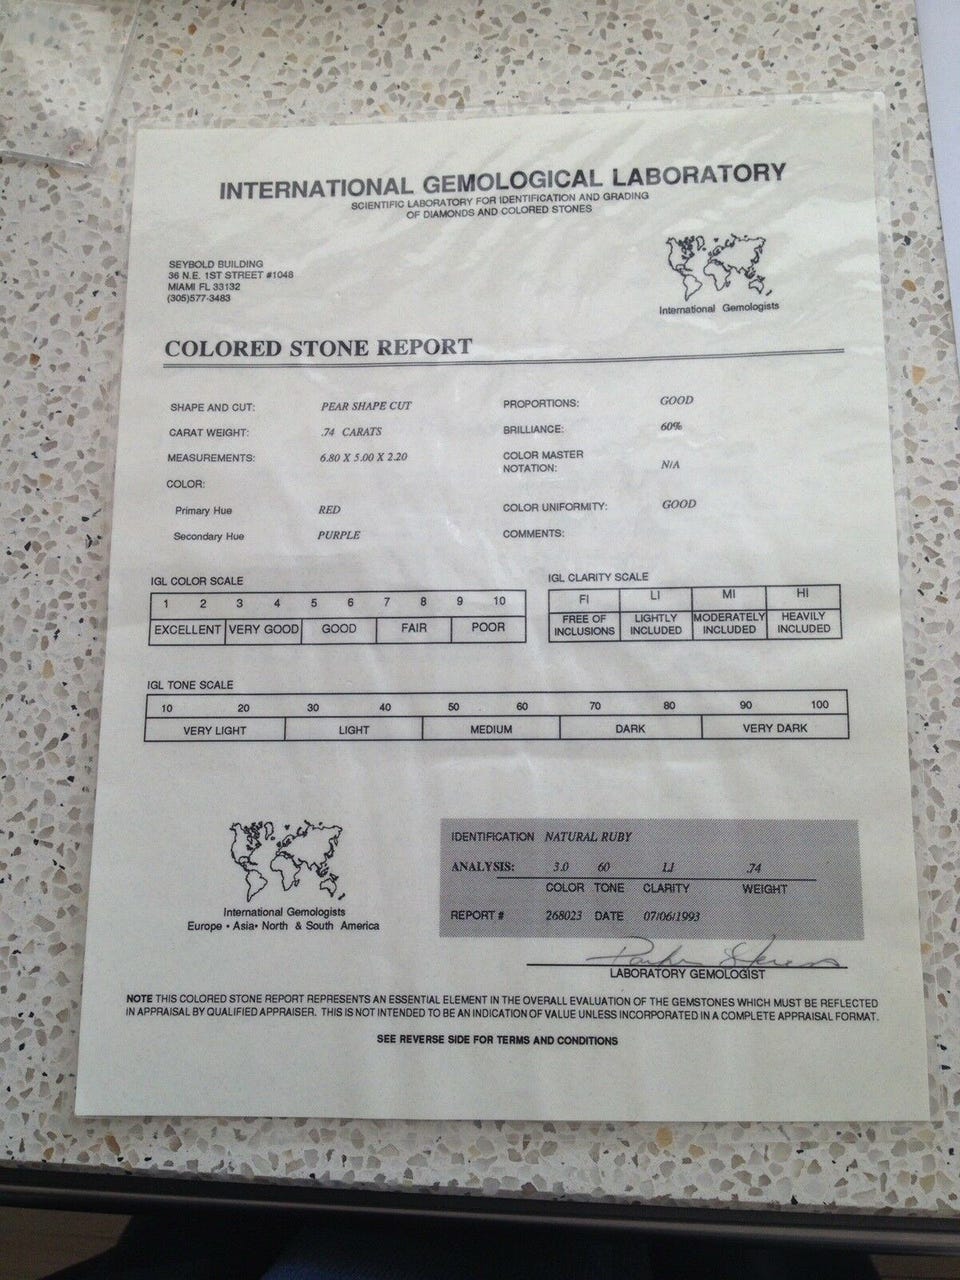 INTERNATIONAL GEMOLOGICAL LABORATORY
SCIENTIFIC LABORATORY FOR IDENTIFICATION AND GRADING
OF DIAMONDS AND COLORED STONES
SEYBOLD BUILDING
36 N.E. 1ST STREET #1048
MIAMI FL 33132
(305)577-3483
International Gemologists
COLORED STONE REPORT
SHAPE AND CUT: PEAR SHAPE CUT PROPORTIONS: GOOD
CARAT WEIGHT: .74 CARATS BRILLIANCE: 60%
MEASUREMENTS: 6.80 X 5.00 X 2.20 COLOR MASTER
NOTATION: N/A
COLOR:
Primary Hue RED COLOR UNIFORMITY: GOOD
Secondary Hue PURPLE COMMENTS:
IGL COLOR SCALE
1 2 3 4 5 6 7 8 9 10
EXCELLENT VERY GOOD GOOD FAIR POOR
IGL CLARITY SCALE
FI LI MI HI
FREE OF LIGHTLY MODERATELY HEAVILY
INCLUSIONS INCLUDED INCLUDED INCLUDED
IGL TONE SCALE
10 20 30 40 50 60 70 80 90 100
VERY LIGHT LIGHT MEDIUM DARK VERY DARK
International Gemologists
Europe • Asia• North & South America
IDENTIFICATION NATURAL RUBY
ANALYSIS: 3.0 60 LI .74
COLOR TONE CLARITY WEIGHT
REPORT # 268023 DATE 07/06/1993
LABORATORY GEMOLOGIST
NOTE THIS COLORED STONE REPORT REPRESENTS AN ESSENTIAL ELEMENT IN THE OVERALL EVALUATION OF THE GEMSTONES WHICH MUST BE REFLECTED
IN APPRAISAL BY QUALIFIED APPRAISER. THIS IS NOT INTENDED TO BE AN INDICATION OF VALUE UNLESS INCORPORATED IN A COMPLETE APPRAISAL FORMAT.
SEE REVERSE SIDE FOR TERMS AND CONDITIONS